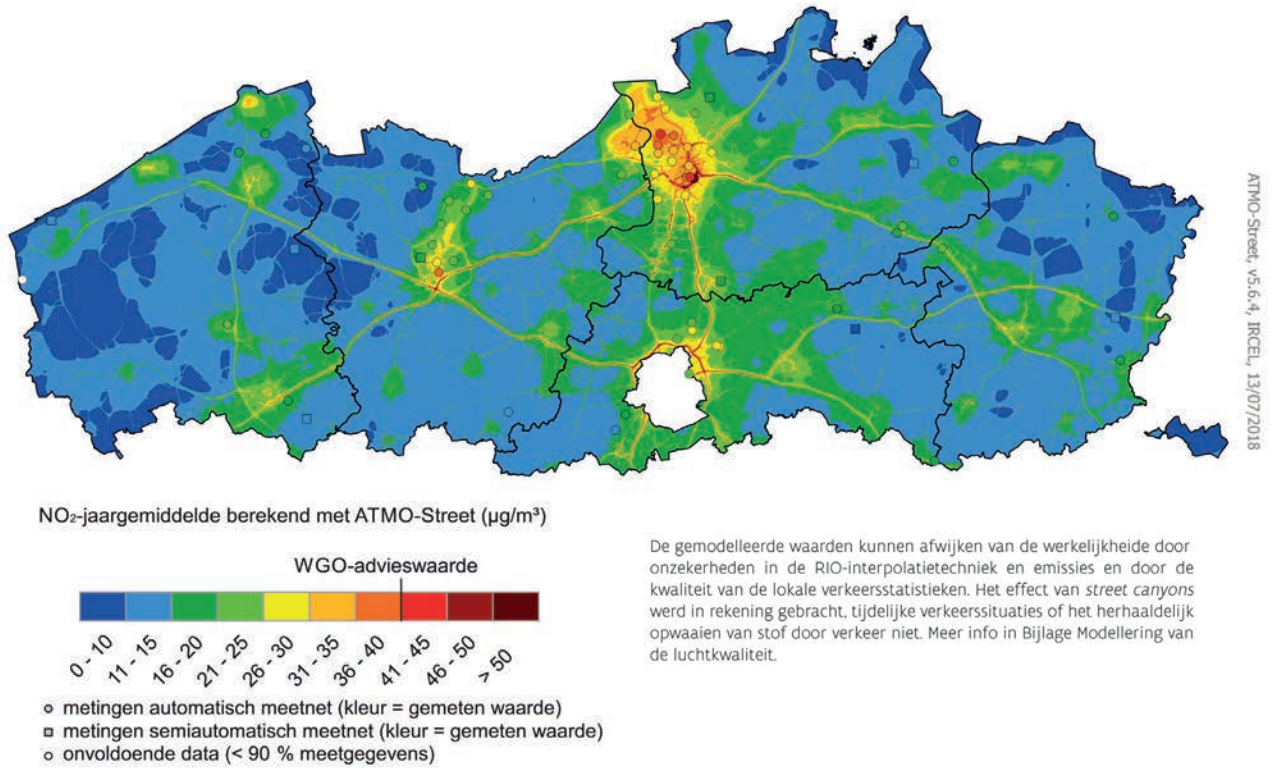 ATMO-Street, v5.6.4, IRCEL, 13/07/2018
NO₂-jaargemiddelde berekend met ATMO-Street (µg/m³)
WGO-advieswaarde
0 - 10
11 - 15
16 - 20
21 - 25
26 - 30
31 - 35
36 - 40
41 - 45
46 - 50
> 50
metingen automatisch meetnet (kleur = gemeten waarde)
metingen semiautomatisch meetnet (kleur = gemeten waarde)
onvoldoende data (< 90 % meetgegevens)
De gemodelleerde waarden kunnen afwijken van de werkelijkheide door
onzekerheden in de RIO-interpolatietechniek en emissies en door de
kwaliteit van de lokale verkeersstatistieken. Het effect van street canyons
werd in rekening gebracht, tijdelijke verkeerssituaties of het herhaaldelijk
opwaaien van stof door verkeer niet. Meer info in Bijlage Modellering van
de luchtkwaliteit.